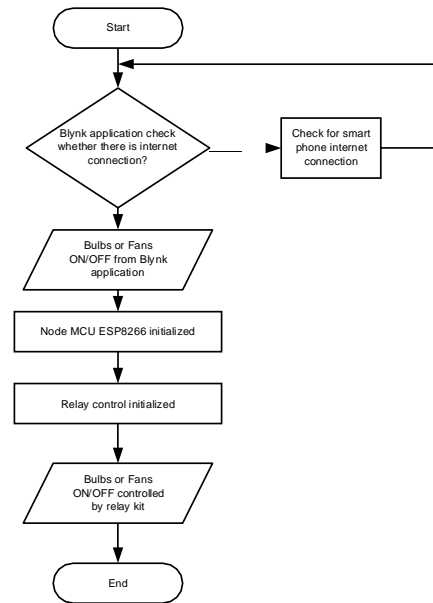 Start
Blynk application check
whether there is internet
connection?
Check for smart
phone internet
connection
Bulbs or Fans
ON/OFF from Blynk
application
Node MCU ESP8266 initialized
Relay control initialized
Bulbs or Fans
ON/OFF controlled
by relay kit
End